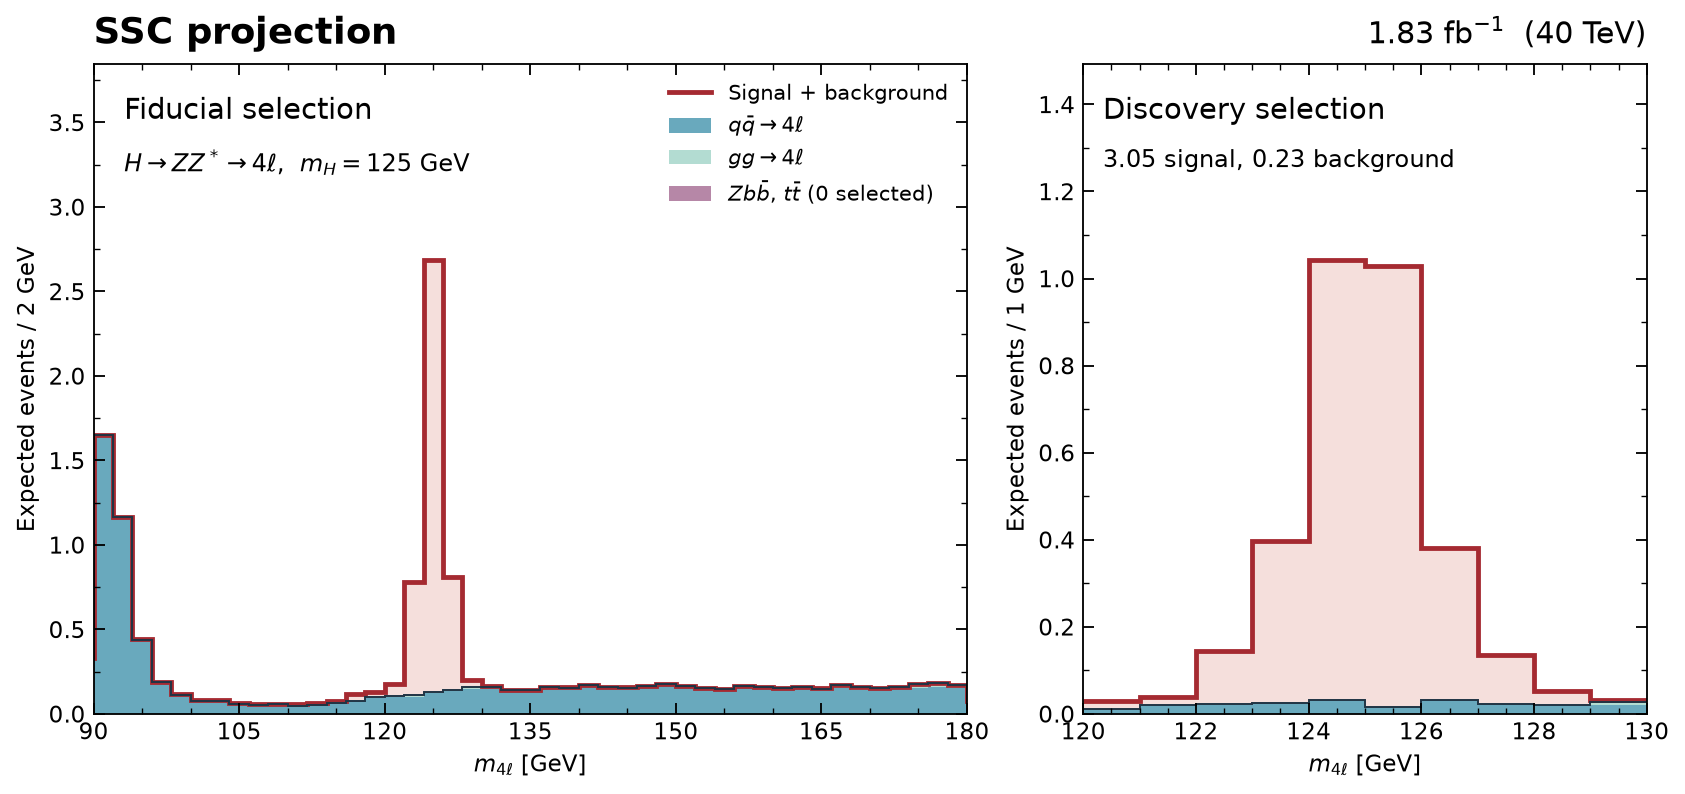 SSC projection
1.83 fb⁻¹ (40 TeV)
Fiducial selection
H → ZZ* → 4ℓ, m_H = 125 GeV
Signal + background
qq̄ → 4ℓ
gg → 4ℓ
Zbb̄, tt̄ (0 selected)
Expected events / 2 GeV
3.5
3.0
2.5
2.0
1.5
1.0
0.5
0.0
90 105 120 135 150 165 180
m₄ℓ [GeV]
Discovery selection
3.05 signal, 0.23 background
Expected events / 1 GeV
1.4
1.2
1.0
0.8
0.6
0.4
0.2
0.0
120 122 124 126 128 130
m₄ℓ [GeV]